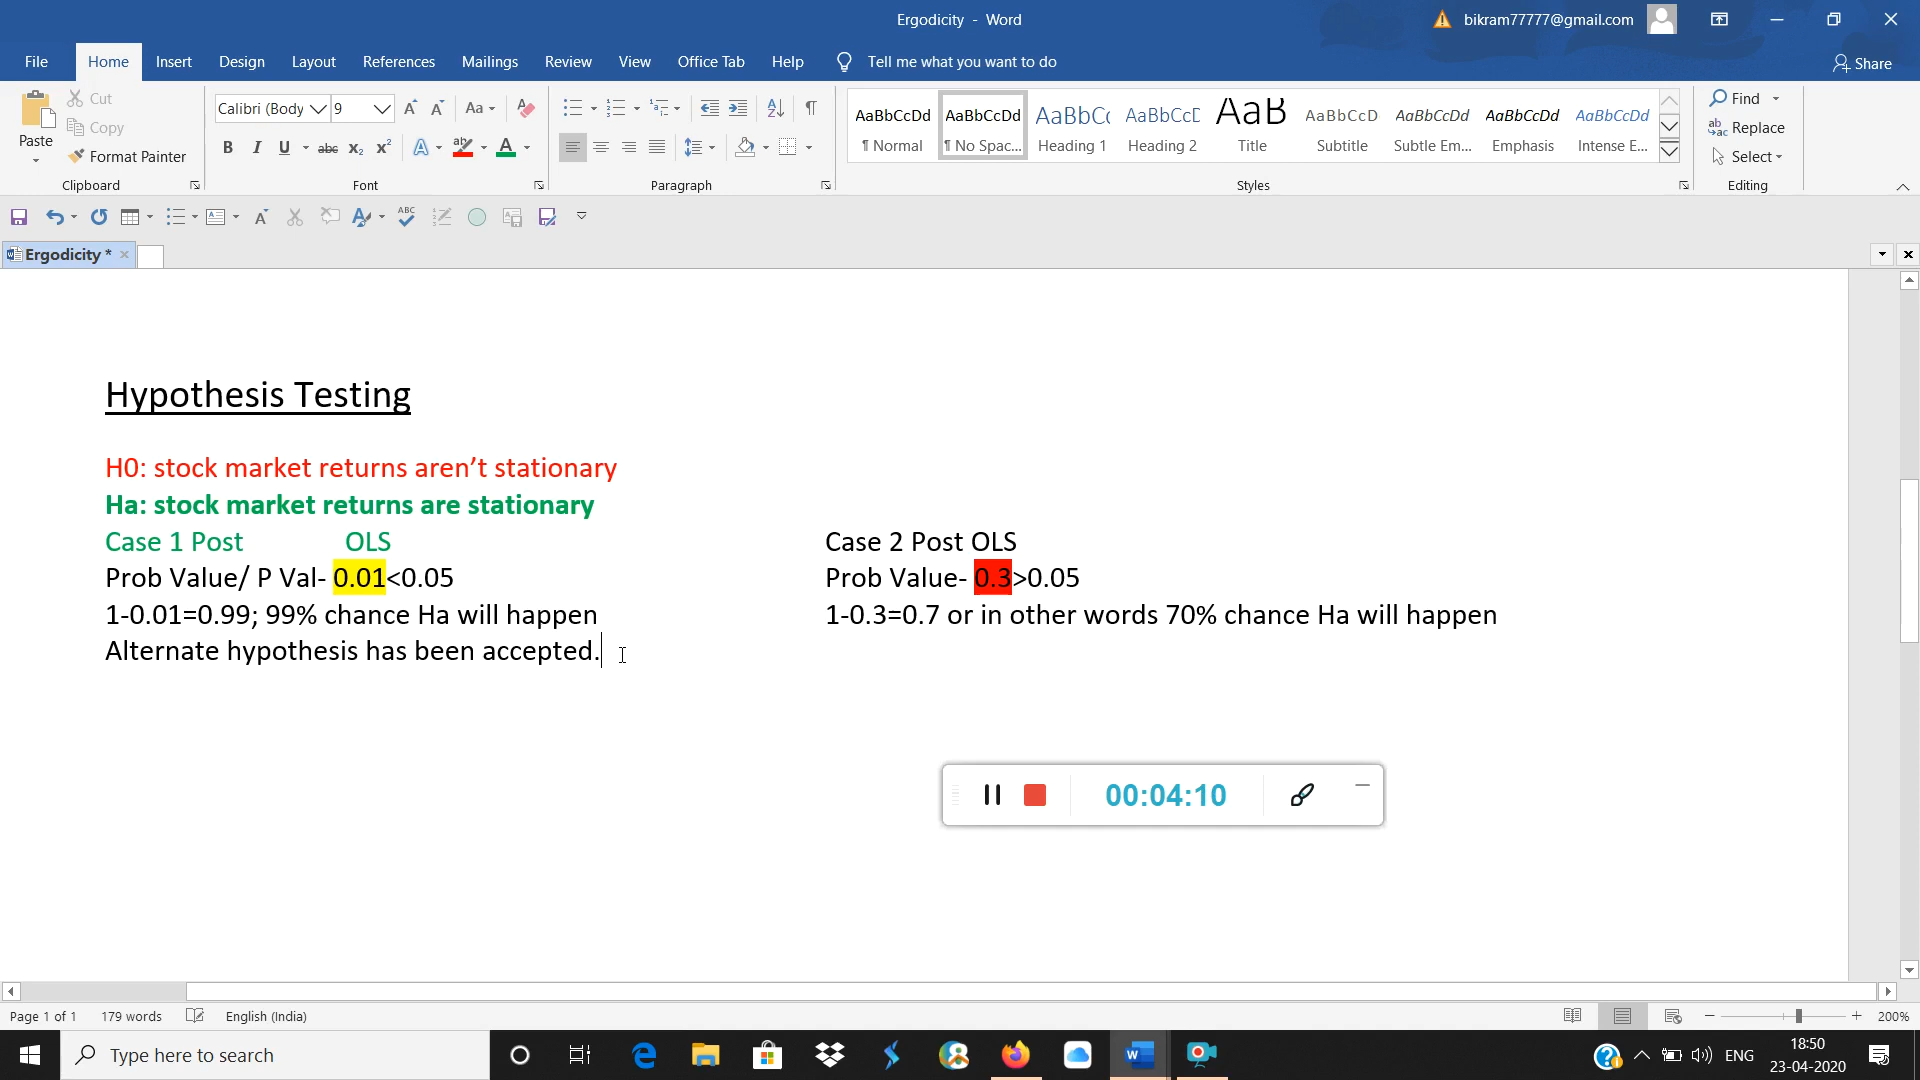 Ergodicity - Word
bikram77777@gmail.com
File Home Insert Design Layout References Mailings Review View Office Tab Help Tell me what you want to do
Share
Paste
Cut
Copy
Format Painter
Clipboard
Calibri (Body 9
Aa
B I U abc X₂ X² A ab A
Font
Paragraph
AaBbCcDd AaBbCcDd AaBbCc AaBbCcD AaB AaBbCcD AaBbCcDd AaBbCcDd AaBbCcDd
¶ Normal ¶ No Spac... Heading 1 Heading 2 Title Subtitle Subtle Em... Emphasis Intense E...
Styles
Find
Replace
Select
Editing
Ergodicity *
Hypothesis Testing
H0: stock market returns aren’t stationary
Ha: stock market returns are stationary
Case 1 Post OLS
Prob Value/ P Val- 0.01<0.05
1-0.01=0.99; 99% chance Ha will happen
Alternate hypothesis has been accepted.
Case 2 Post OLS
Prob Value- 0.3>0.05
1-0.3=0.7 or in other words 70% chance Ha will happen
00:04:10
Page 1 of 1 179 words English (India)
200%
Type here to search
ENG
18:50
23-04-2020